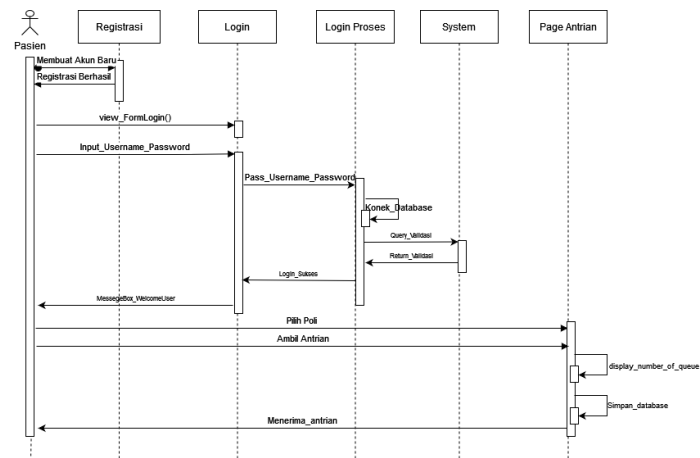 Registrasi
Login
Login Proses
System
Page Antrian
Pasien
Membuat Akun Baru
Registrasi Berhasil
view_FormLogin()
Input_Username_Password
Pass_Username_Password
Konek_Database
Query_Validasi
Return_Validasi
Login_Sukses
MessegeBox_WelcomeUser
Pilih Poli
Ambil Antrian
display_number_of_queue
Simpan_database
Menerima_antrian